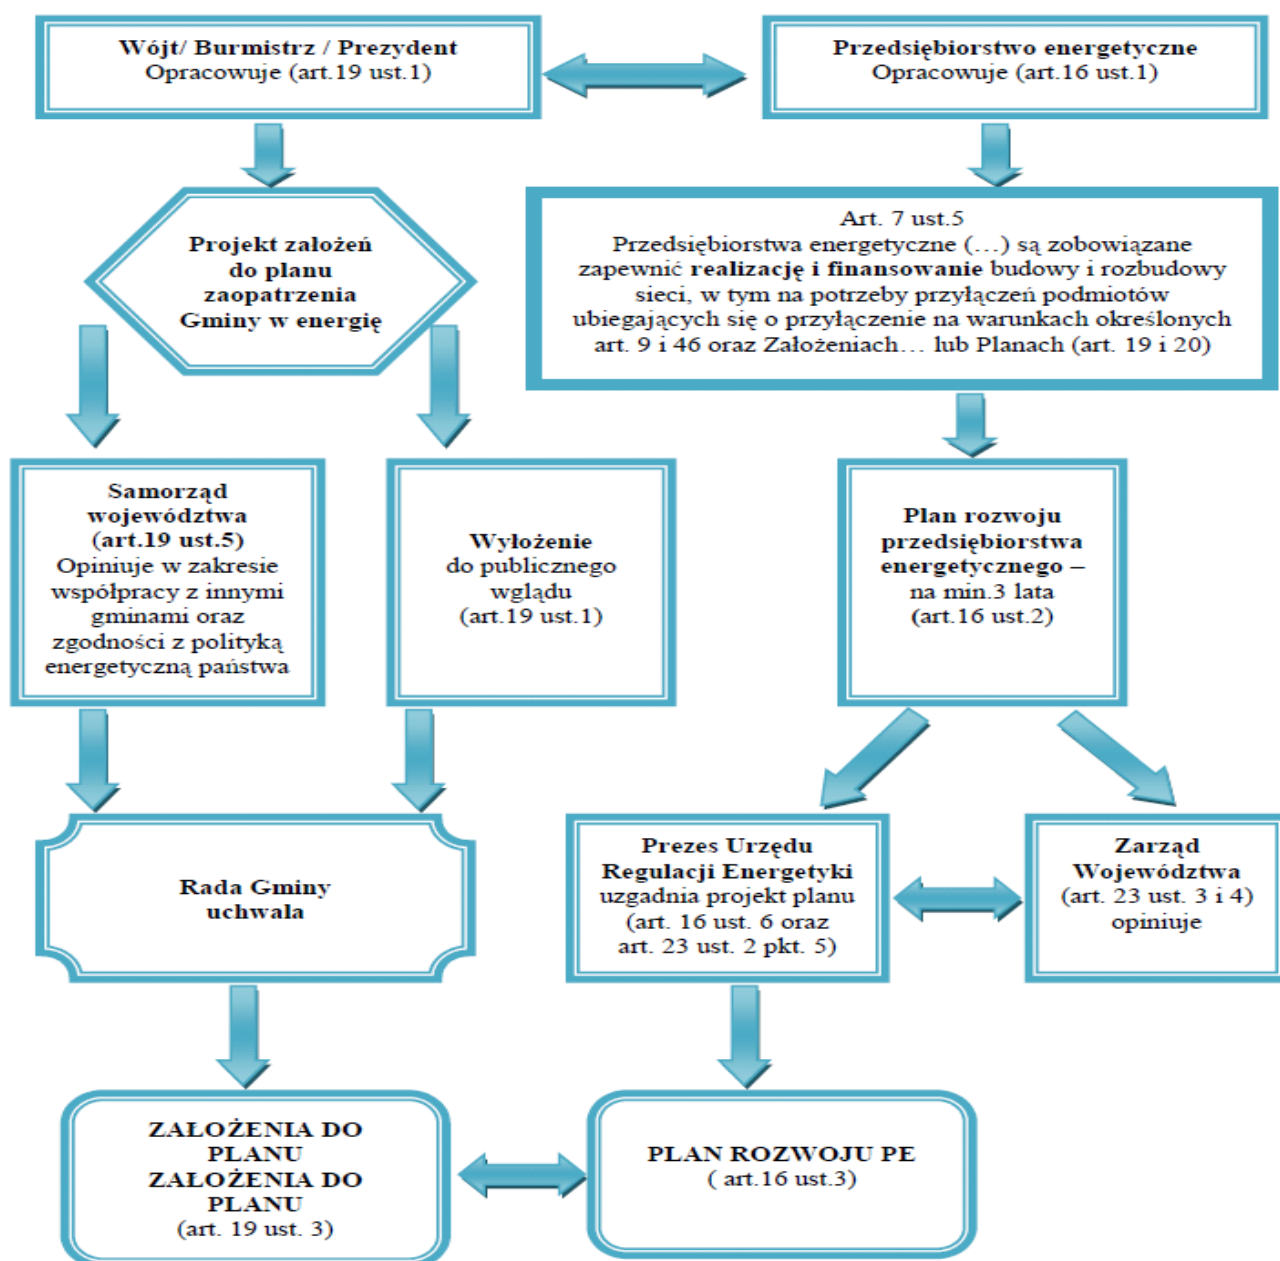 Wójt/ Burmistrz / Prezydent
Opracowuje (art.19 ust.1)
Przedsiębiorstwo energetyczne
Opracowuje (art.16 ust.1)
Projekt założeń
do planu
zaopatrzenia
Gminy w energię
Art. 7 ust.5
Przedsiębiorstwa energetyczne (…) są zobowiązane
zapewnić realizację i finansowanie budowy i rozbudowy
sieci, w tym na potrzeby przyłączeń podmiotów
ubiegających się o przyłączenie na warunkach określonych
art. 9 i 46 oraz Założeniach… lub Planach (art. 19 i 20)
Samorząd
województwa
(art.19 ust.5)
Opiniuje w zakresie
współpracy z innymi
gminami oraz
zgodności z polityką
energetyczną państwa
Wyłożenie
do publicznego
wglądu
(art.19 ust.1)
Plan rozwoju
przedsiębiorstwa
energetycznego –
na min.3 lata
(art.16 ust.2)
Rada Gminy
uchwala
Prezes Urzędu
Regulacji Energetyki
uzgadnia projekt planu
(art. 16 ust. 6 oraz
art. 23 ust. 2 pkt. 5)
Zarząd
Województwa
(art. 23 ust. 3 i 4)
opiniuje
ZAŁOŻENIA DO
PLANU
ZAŁOŻENIA DO
PLANU
(art. 19 ust. 3)
PLAN ROZWOJU PE
( art.16 ust.3)